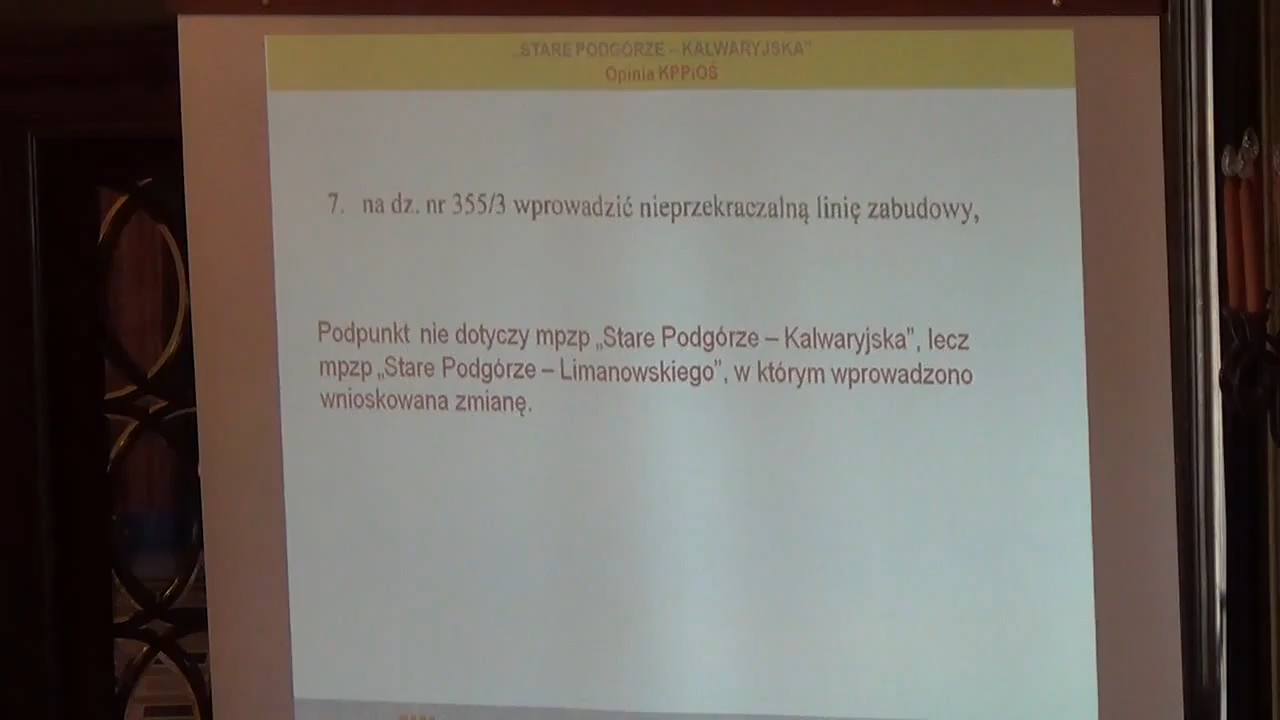 „STARE PODGÓRZE – KALWARYJSKA”
Opinia KPPiOŚ
7. na dz. nr 355/3 wprowadzić nieprzekraczalną linię zabudowy,
Podpunkt nie dotyczy mpzp „Stare Podgórze – Kalwaryjska”, lecz
mpzp „Stare Podgórze – Limanowskiego”, w którym wprowadzono
wnioskowana zmianę.